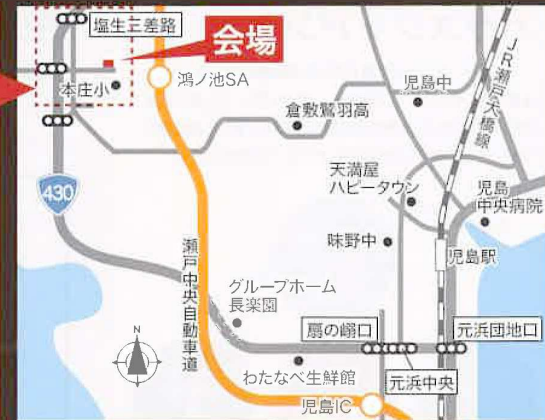 塩生三差路
会場
本庄小
鴻ノ池SA
児島中
JR瀬戸大橋線
倉敷鷲羽高
天満屋
ハピータウン
児島
中央病院
430
味野中
児島駅
瀬戸中央自動車道
グループホーム
長楽園
扇の嵶口
元浜団地口
N
わたなべ生鮮館
元浜中央
児島IC